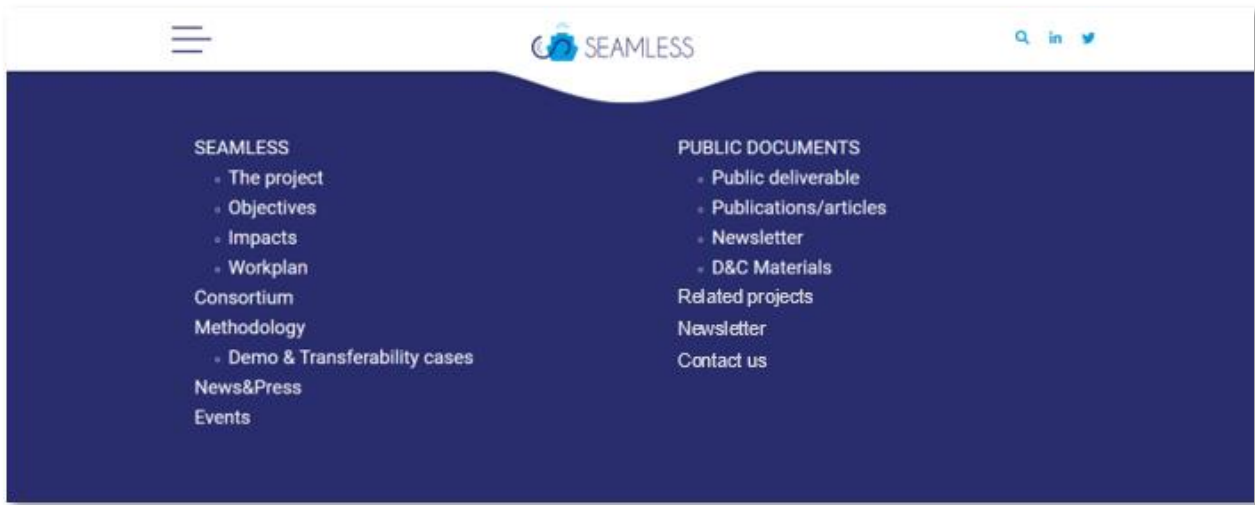 SEAMLESS
in
SEAMLESS
The project
Objectives
Impacts
Workplan
Consortium
Methodology
Demo & Transferability cases
News&Press
Events
PUBLIC DOCUMENTS
Public deliverable
Publications/articles
Newsletter
D&C Materials
Related projects
Newsletter
Contact us